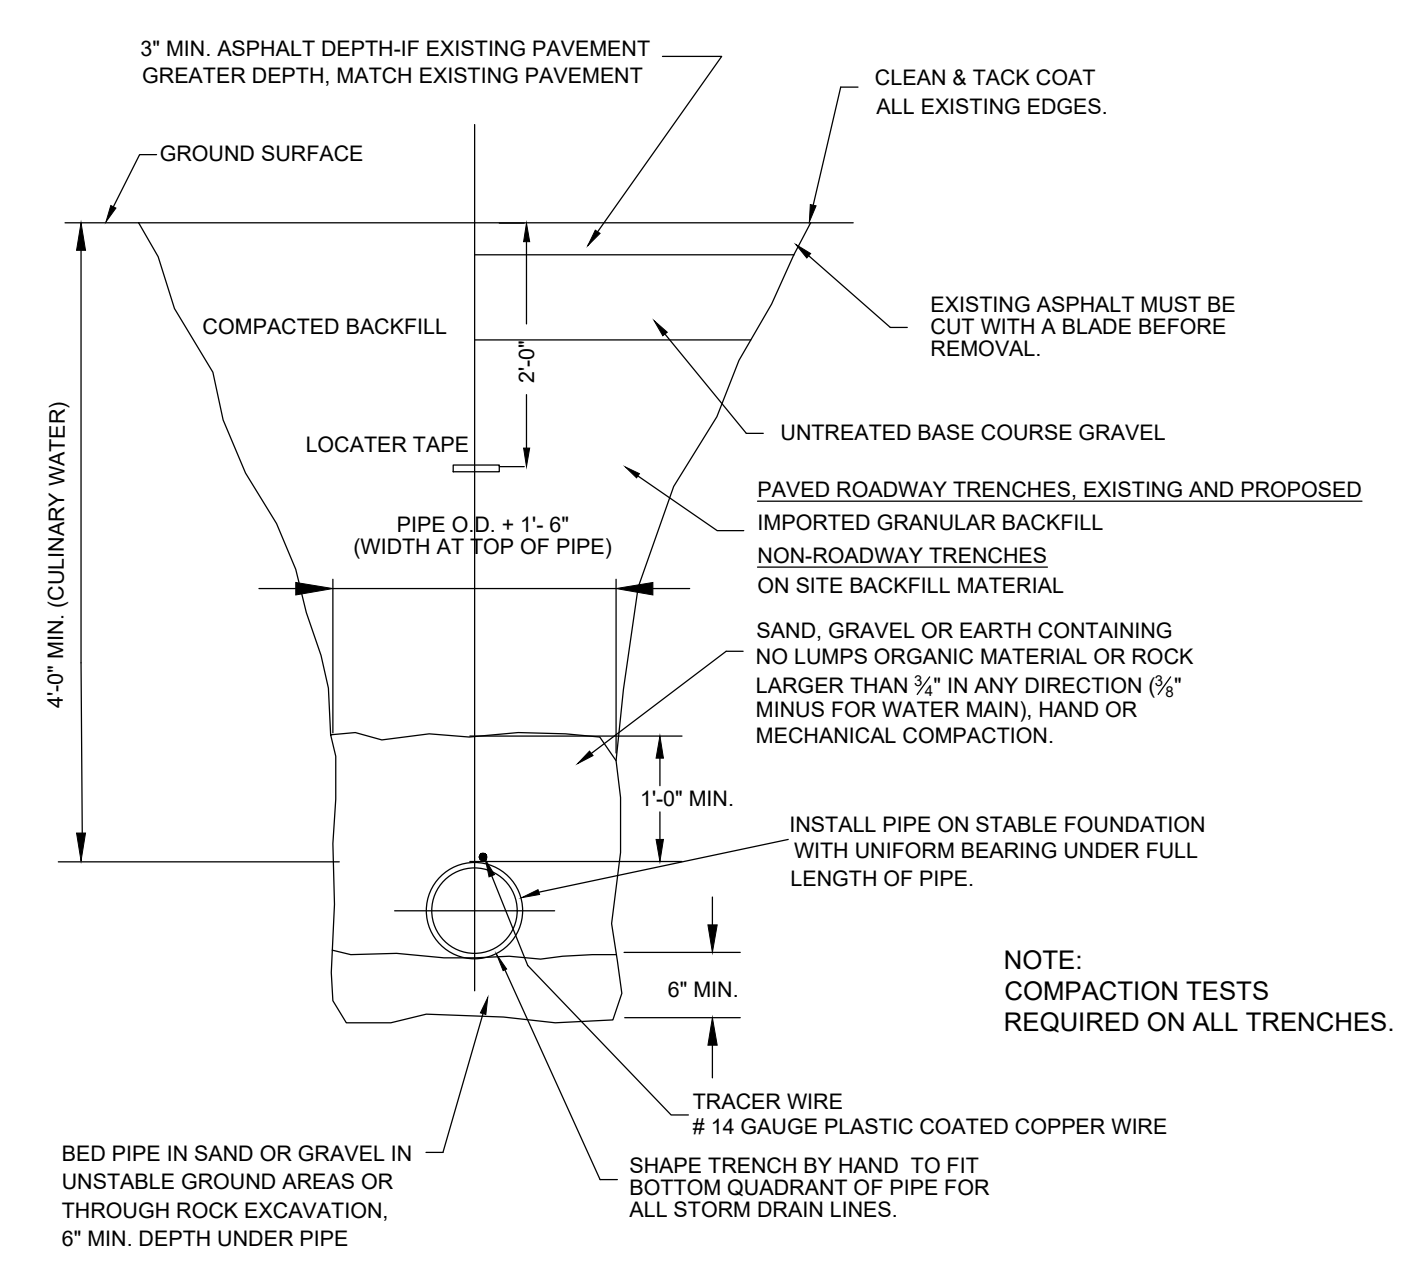 3" MIN. ASPHALT DEPTH-IF EXISTING PAVEMENT
GREATER DEPTH, MATCH EXISTING PAVEMENT
CLEAN & TACK COAT
ALL EXISTING EDGES.
GROUND SURFACE
EXISTING ASPHALT MUST BE
CUT WITH A BLADE BEFORE
REMOVAL.
COMPACTED BACKFILL
2'-0"
4'-0" MIN. (CULINARY WATER)
LOCATER TAPE
UNTREATED BASE COURSE GRAVEL
PAVED ROADWAY TRENCHES, EXISTING AND PROPOSED
IMPORTED GRANULAR BACKFILL
NON-ROADWAY TRENCHES
ON SITE BACKFILL MATERIAL
PIPE O.D. + 1'- 6"
(WIDTH AT TOP OF PIPE)
SAND, GRAVEL OR EARTH CONTAINING
NO LUMPS ORGANIC MATERIAL OR ROCK
LARGER THAN ¾" IN ANY DIRECTION (⅜"
MINUS FOR WATER MAIN), HAND OR
MECHANICAL COMPACTION.
1'-0" MIN.
INSTALL PIPE ON STABLE FOUNDATION
WITH UNIFORM BEARING UNDER FULL
LENGTH OF PIPE.
6" MIN.
NOTE:
COMPACTION TESTS
REQUIRED ON ALL TRENCHES.
TRACER WIRE
# 14 GAUGE PLASTIC COATED COPPER WIRE
BED PIPE IN SAND OR GRAVEL IN
UNSTABLE GROUND AREAS OR
THROUGH ROCK EXCAVATION,
6" MIN. DEPTH UNDER PIPE
SHAPE TRENCH BY HAND  TO FIT
BOTTOM QUADRANT OF PIPE FOR
ALL STORM DRAIN LINES.